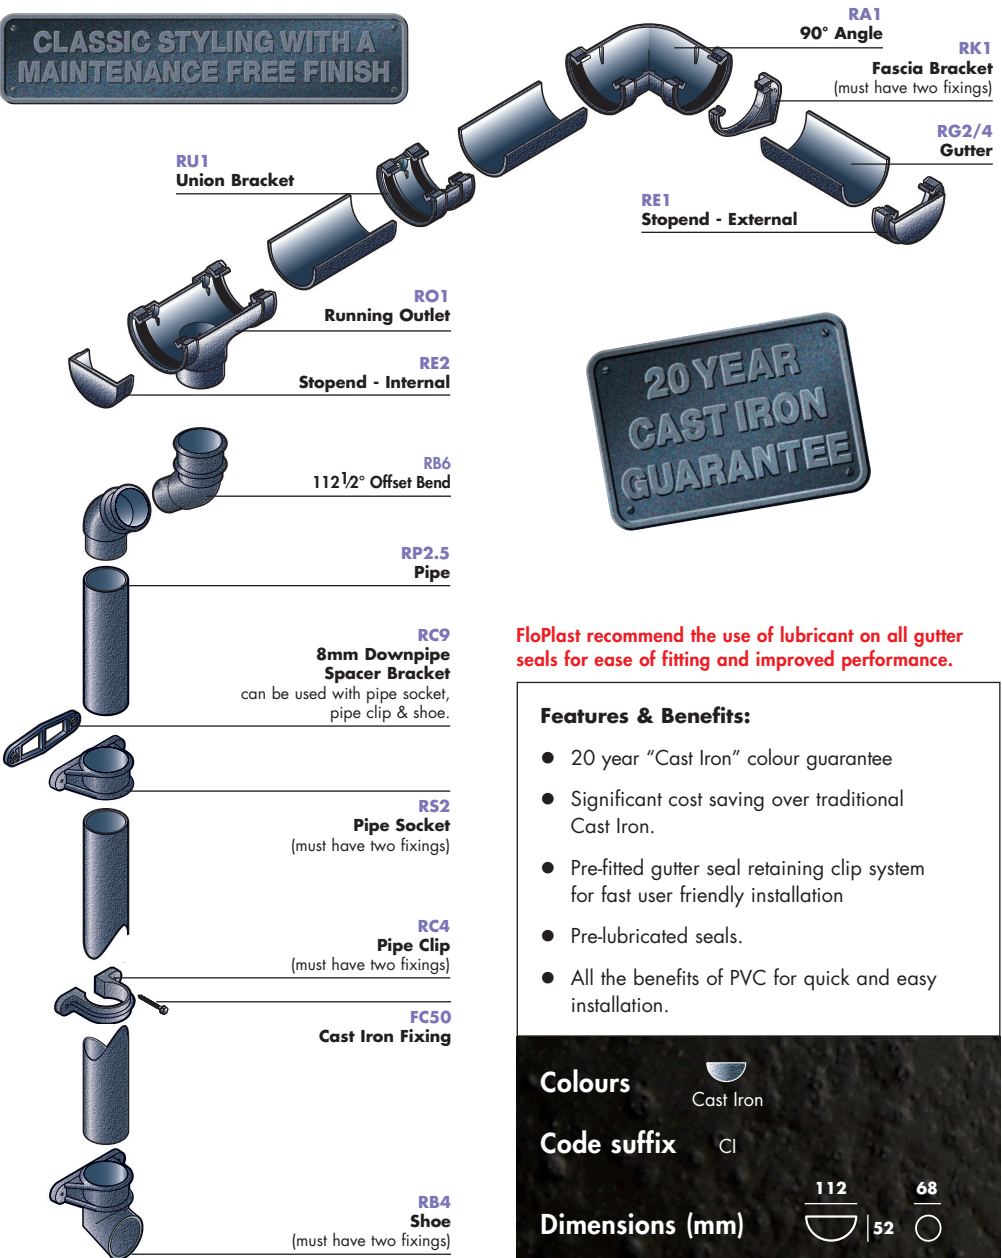 CLASSIC STYLING WITH A
MAINTENANCE FREE FINISH
RA1
90° Angle
RK1
Fascia Bracket
(must have two fixings)
RG2/4
Gutter
RU1
Union Bracket
RE1
Stopend - External
RO1
Running Outlet
RE2
Stopend - Internal
20 YEAR
CAST IRON
GUARANTEE
RB6
112 1/2° Offset Bend
RP2.5
Pipe
RC9
8mm Downpipe
Spacer Bracket
can be used with pipe socket,
pipe clip & shoe.
RS2
Pipe Socket
(must have two fixings)
RC4
Pipe Clip
(must have two fixings)
FC50
Cast Iron Fixing
RB4
Shoe
(must have two fixings)
FloPlast recommend the use of lubricant on all gutter
seals for ease of fitting and improved performance.
Features & Benefits:
● 20 year “Cast Iron” colour guarantee
● Significant cost saving over traditional
Cast Iron.
● Pre-fitted gutter seal retaining clip system
for fast user friendly installation
● Pre-lubricated seals.
● All the benefits of PVC for quick and easy
installation.
Colours
Cast Iron
Code suffix CI
Dimensions (mm) 112 52 68